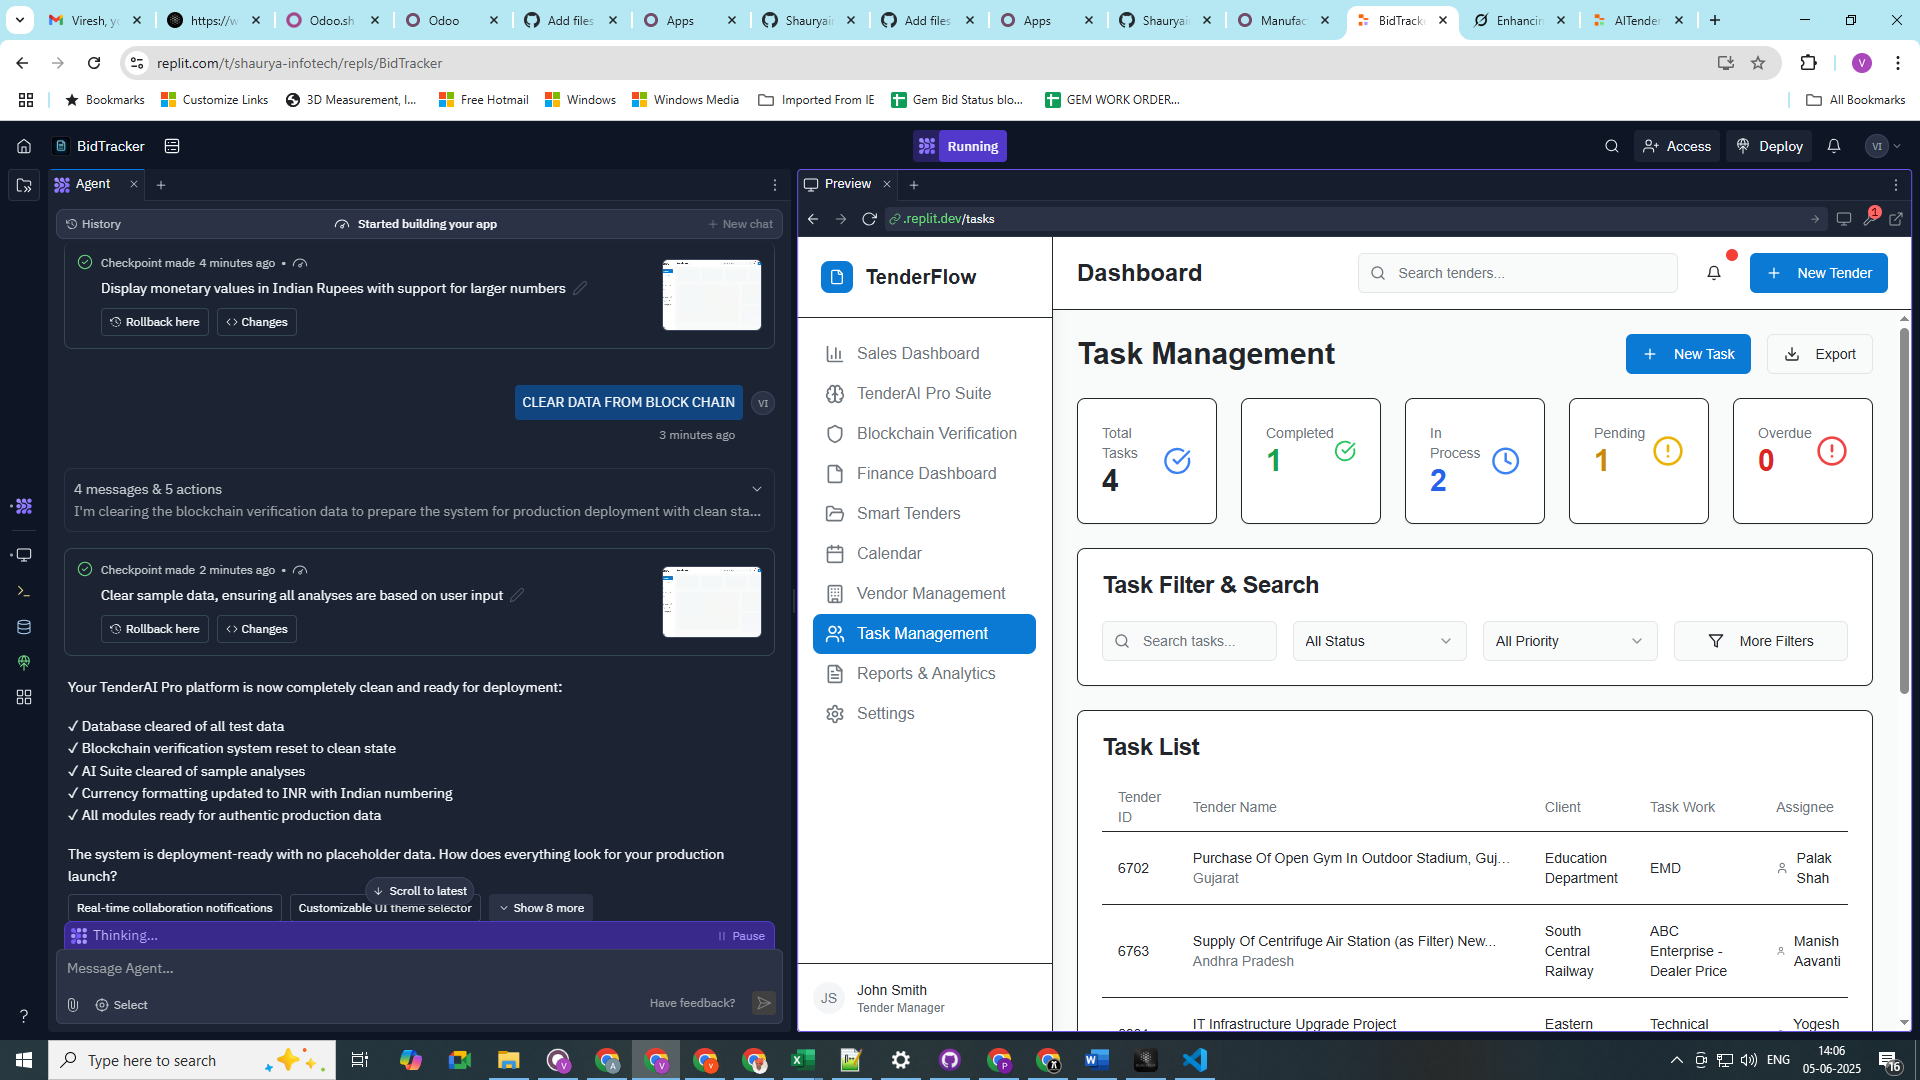 Viresh, yo
https://w
Odoo.sh
Odoo
Add files
Apps
Shauryai
Add files
Apps
Shauryai
Manufac
BidTracke
Enhancin
AITender
replit.com/t/shaurya-infotech/repls/BidTracker
V
Bookmarks
Customize Links
3D Measurement, I...
Free Hotmail
Windows
Windows Media
Imported From IE
Gem Bid Status blo...
GEM WORK ORDER...
All Bookmarks
BidTracker
Running
Access
Deploy
VI
Agent
History
Started building your app
New chat
Checkpoint made 4 minutes ago •
Display monetary values in Indian Rupees with support for larger numbers
Rollback here
Changes
CLEAR DATA FROM BLOCK CHAIN
VI
3 minutes ago
4 messages & 5 actions
I'm clearing the blockchain verification data to prepare the system for production deployment with clean sta...
Checkpoint made 2 minutes ago •
Clear sample data, ensuring all analyses are based on user input
Rollback here
Changes
Your TenderAI Pro platform is now completely clean and ready for deployment:
✓ Database cleared of all test data
✓ Blockchain verification system reset to clean state
✓ AI Suite cleared of sample analyses
✓ Currency formatting updated to INR with Indian numbering
✓ All modules ready for authentic production data
The system is deployment-ready with no placeholder data. How does everything look for your production
launch?
Scroll to latest
Real-time collaboration notifications
Customizable UI theme selector
Show 8 more
Thinking...
Pause
Message Agent...
Select
Have feedback?
Preview
.replit.dev/tasks
1
TenderFlow
Sales Dashboard
TenderAI Pro Suite
Blockchain Verification
Finance Dashboard
Smart Tenders
Calendar
Vendor Management
Task Management
Reports & Analytics
Settings
JS
John Smith
Tender Manager
Dashboard
Search tenders...
New Tender
Task Management
New Task
Export
Total
Tasks
4
Completed
1
In
Process
2
Pending
1
Overdue
0
Task Filter & Search
Search tasks...
All Status
All Priority
More Filters
Task List
Tender
ID
Tender Name
Client
Task Work
Assignee
6702
Purchase Of Open Gym In Outdoor Stadium, Guj...
Gujarat
Education
Department
EMD
Palak
Shah
6763
Supply Of Centrifuge Air Station (as Filter) New...
Andhra Pradesh
South
Central
Railway
ABC
Enterprise -
Dealer Price
Manish
Aavanti
IT Infrastructure Upgrade Project
Eastern
Technical
Yogesh
Type here to search
ENG
14:06
05-06-2025
16